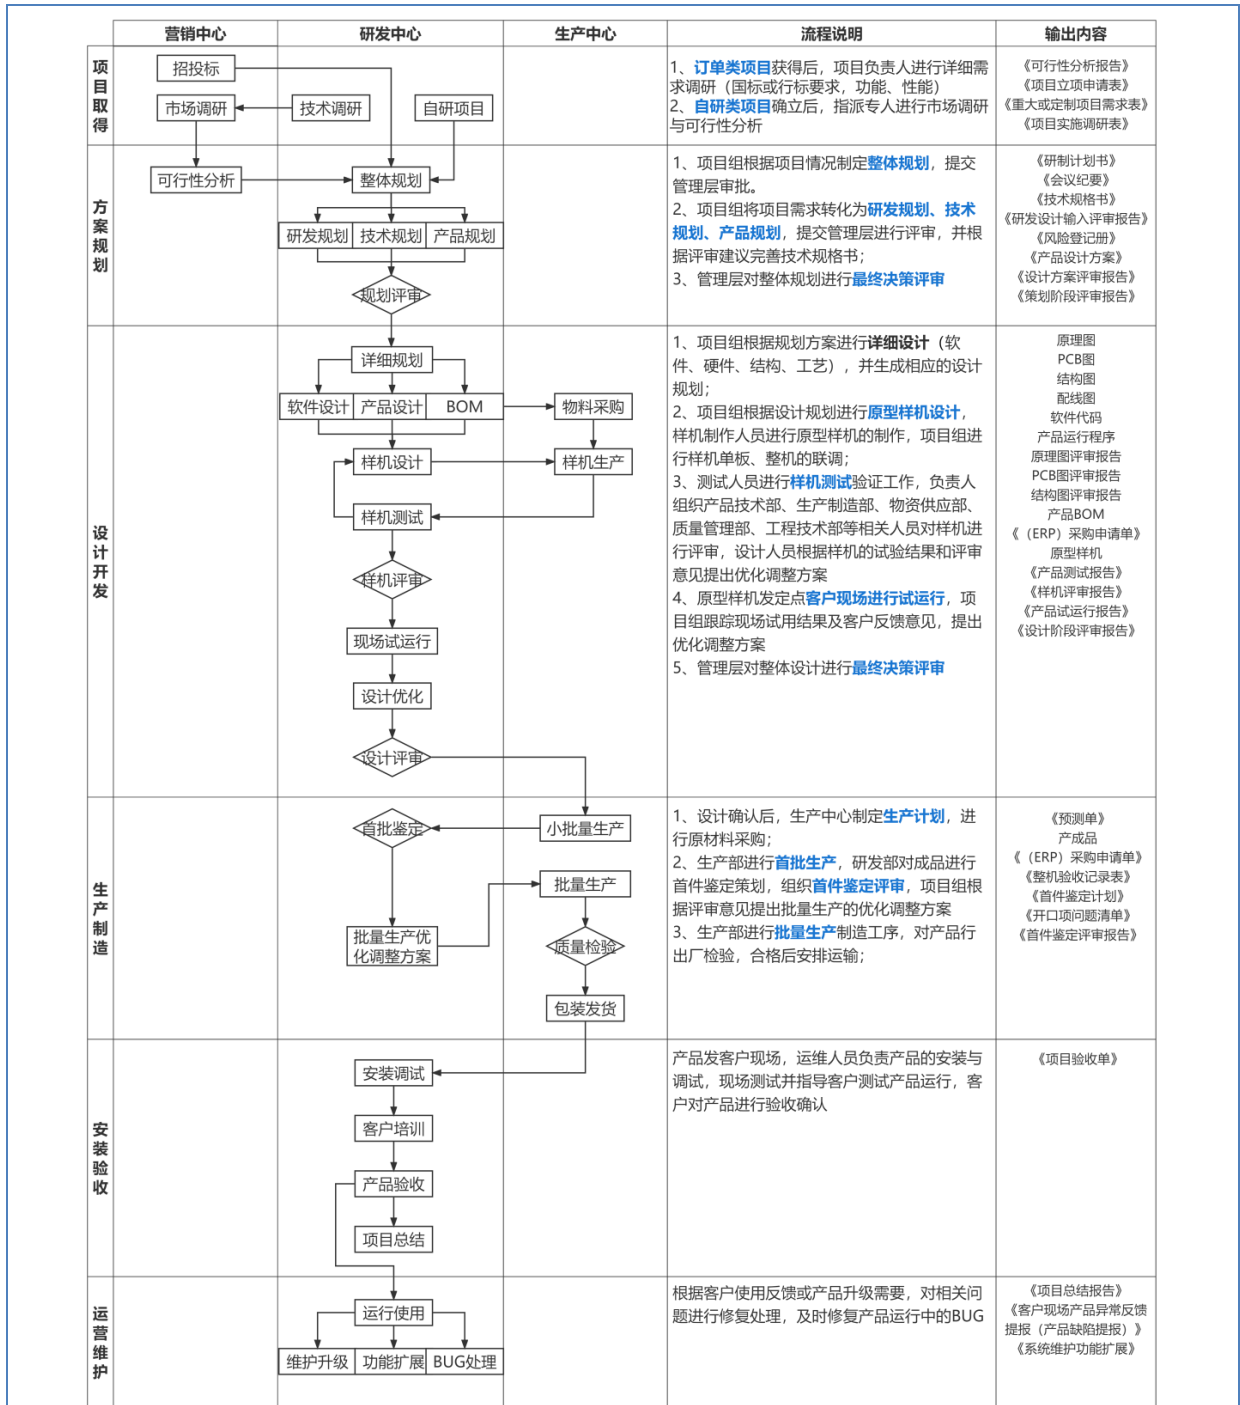 营销中心
研发中心
生产中心
流程说明
输出内容
项目取得
招投标
市场调研
技术调研
自研项目
1、订单类项目获得后，项目负责人进行详细需
求调研（国标或行标要求，功能、性能）
2、自研类项目确立后，指派专人进行市场调研
与可行性分析
《可行性分析报告》
《项目立项申请表》
《重大或定制项目需求表》
《项目实施调研表》
方案规划
可行性分析
整体规划
研发规划
技术规划
产品规划
规划评审
1、项目组根据项目情况制定整体规划，提交
管理层审批。
2、项目组将项目需求转化为研发规划、技术
规划、产品规划，提交管理层进行评审，并根
据评审建议完善技术规格书；
3、管理层对整体规划进行最终决策评审
《研制计划书》
《会议纪要》
《技术规格书》
《研发设计输入评审报告》
《风险登记册》
《产品设计方案》
《设计方案评审报告》
《策划阶段评审报告》
设计开发
详细规划
软件设计
产品设计
BOM
物料采购
样机设计
样机生产
样机测试
样机评审
现场试运行
设计优化
设计评审
1、项目组根据规划方案进行详细设计（软
件、硬件、结构、工艺），并生成相应的设计
规划；
2、项目组根据设计规划进行原型样机设计，
样机制作人员进行原型样机的制作，项目组进
行样机单板、整机的联调；
3、测试人员进行样机测试验证工作，负责人
组织产品技术部、生产制造部、物资供应部、
质量管理部、工程技术部等相关人员对样机进
行评审，设计人员根据样机的试验结果和评审
意见提出优化调整方案
4、原型样机发定点客户现场进行试运行，项
目组跟踪现场试用结果及客户反馈意见，提出
优化调整方案
5、管理层对整体设计进行最终决策评审
原理图
PCB图
结构图
配线图
软件代码
产品运行程序
原理图评审报告
PCB图评审报告
结构图评审报告
产品BOM
《（ERP）采购申请单》
原型样机
《产品测试报告》
《样机评审报告》
《产品试运行报告》
《设计阶段评审报告》
生产制造
首批鉴定
小批量生产
批量生产
批量生产优
化调整方案
质量检验
包装发货
1、设计确认后，生产中心制定生产计划，进
行原材料采购；
2、生产部进行首批生产，研发部对成品进行
首件鉴定策划，组织首件鉴定评审，项目组根
据评审意见提出批量生产的优化调整方案
3、生产部进行批量生产制造工序，对产品行
出厂检验，合格后安排运输；
《预测单》
产成品
《（ERP）采购申请单》
《整机验收记录表》
《首件鉴定计划》
《开口项问题清单》
《首件鉴定评审报告》
安装验收
安装调试
客户培训
产品验收
项目总结
产品发客户现场，运维人员负责产品的安装与
调试，现场测试并指导客户测试产品运行，客
户对产品进行验收确认
《项目验收单》
运营维护
运行使用
维护升级
功能扩展
BUG处理
根据客户使用反馈或产品升级需要，对相关问
题进行修复处理，及时修复产品运行中的BUG
《项目总结报告》
《客户现场产品异常反馈
提报（产品缺陷提报）》
《系统维护功能扩展》